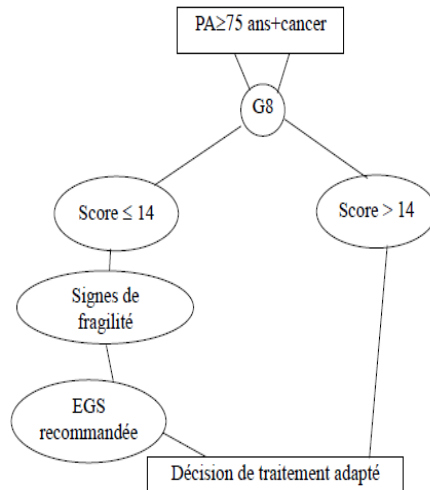 PA≥75 ans+cancer
G8
Score ≤ 14
Score > 14
Signes de
fragilité
EGS
recommandée
Décision de traitement adapté